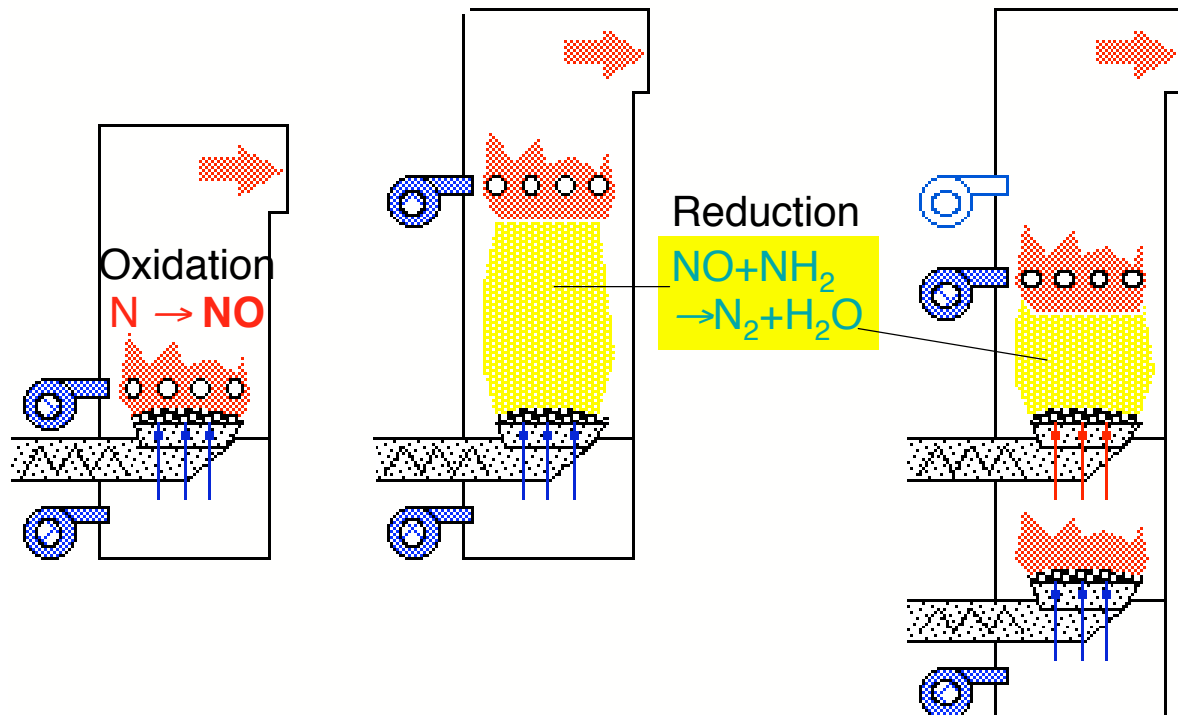 Oxidation
N → NO
Reduction
NO+NH₂
→N₂+H₂O